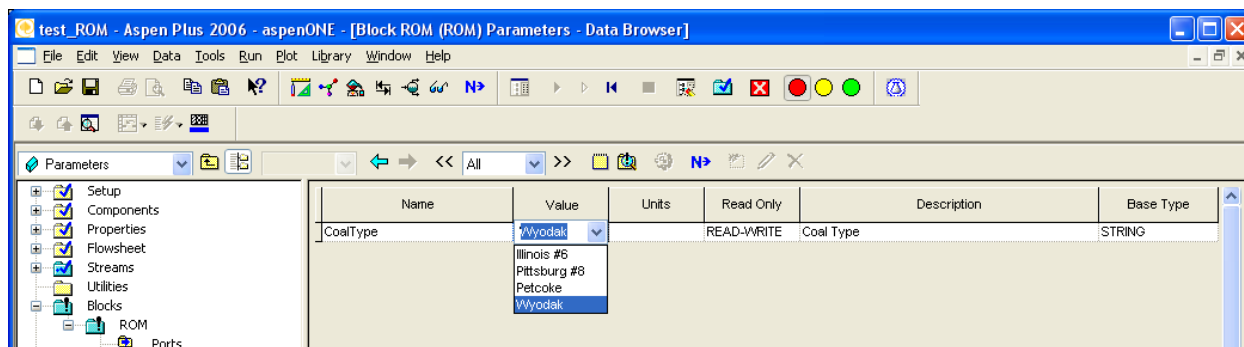 test_ROM - Aspen Plus 2006 - aspenONE - [Block ROM (ROM) Parameters - Data Browser]
File Edit View Data Tools Run Plot Library Window Help
N>
Parameters << All >> N>
Name Value Units Read Only Description Base Type
CoalType Wyodak READ-WRITE Coal Type STRING
Illinois #6
Pittsburg #8
Petcoke
Wyodak
Setup
Components
Properties
Flowsheet
Streams
Utilities
Blocks
ROM
Ports